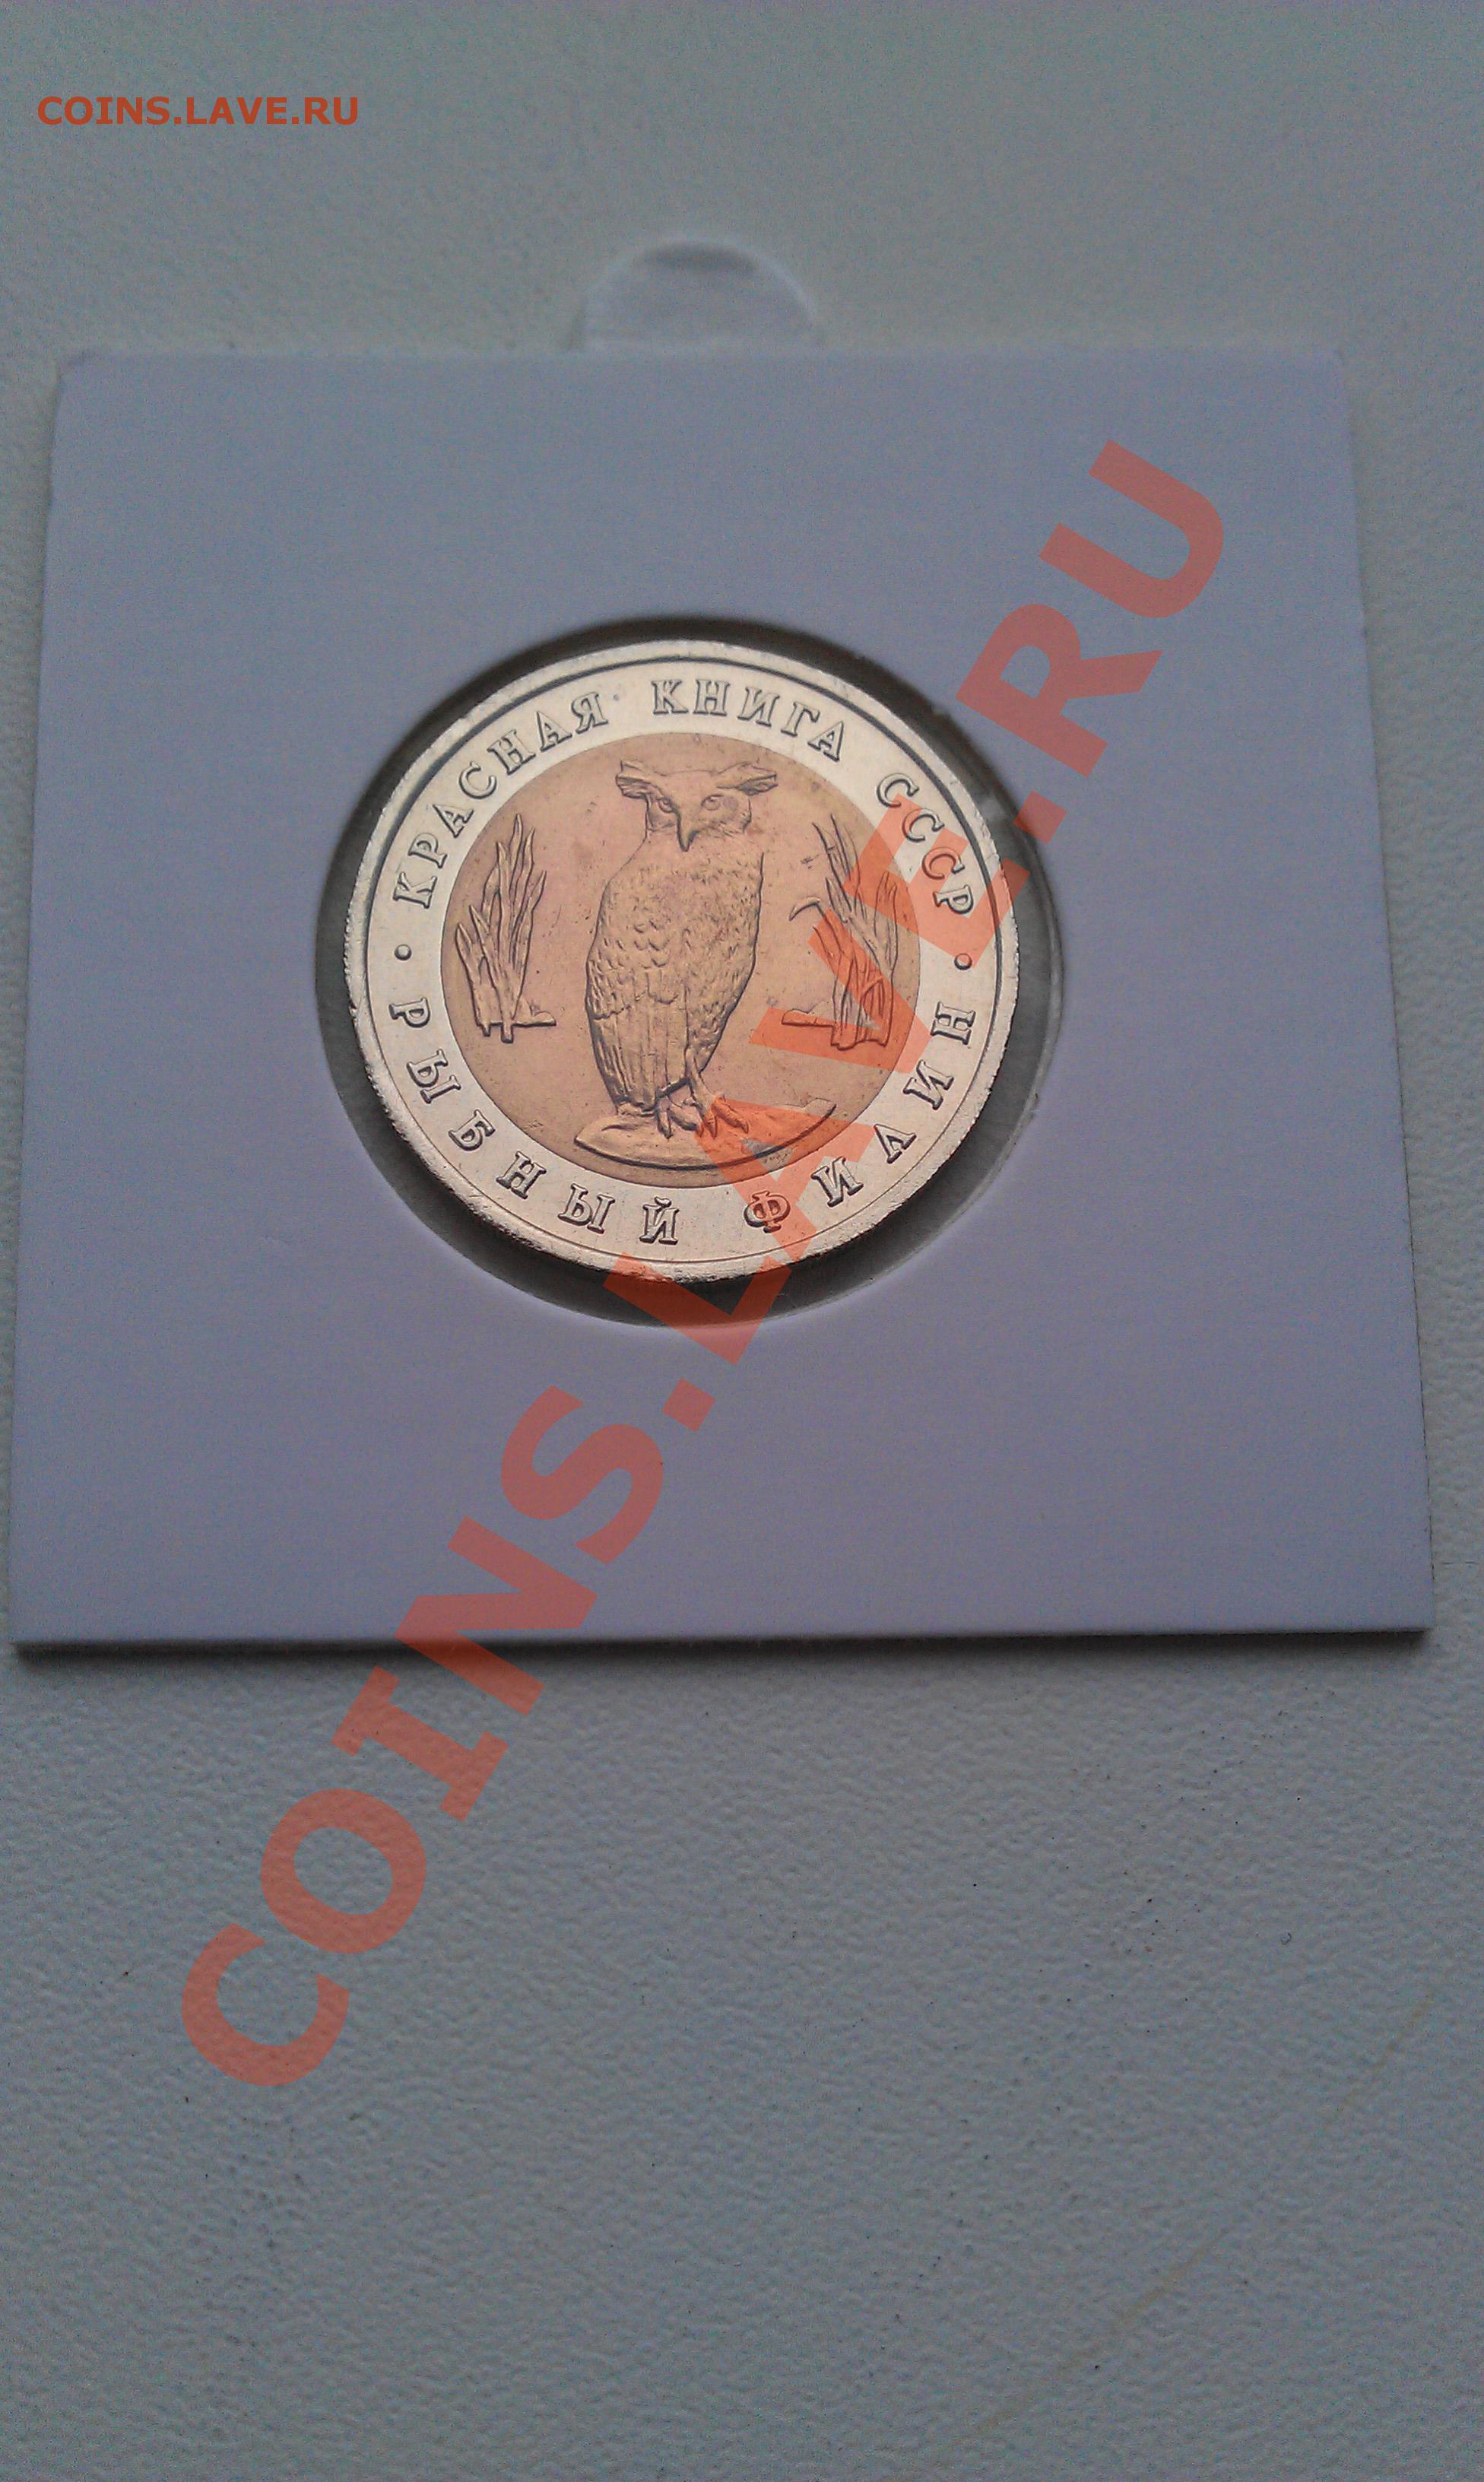 COINS.LAVE.RU
КРАСНАЯ КНИГА СССР
РЫБНЫЙ ФИЛИН
COINS.LAVE.RU